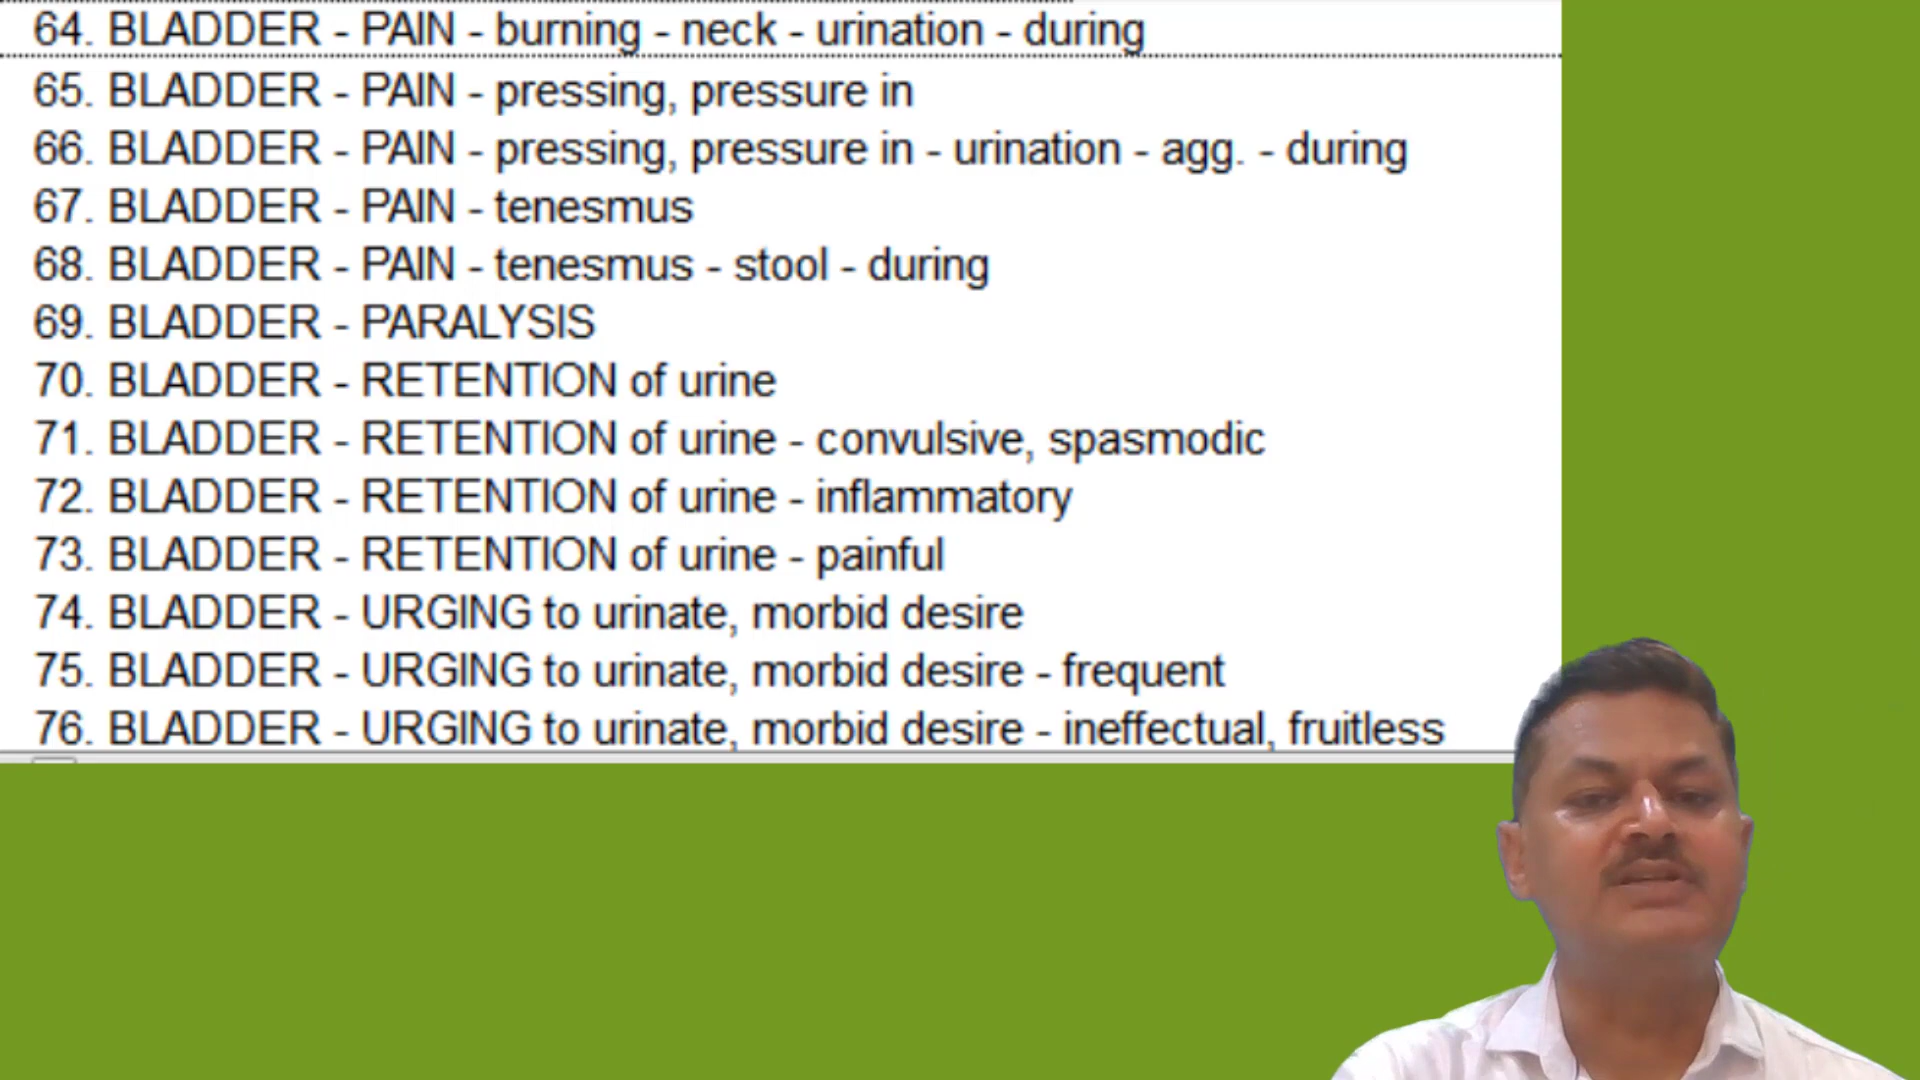 64. BLADDER - PAIN - burning - neck - urination - during
65. BLADDER - PAIN - pressing, pressure in
66. BLADDER - PAIN - pressing, pressure in - urination - agg. - during
67. BLADDER - PAIN - tenesmus
68. BLADDER - PAIN - tenesmus - stool - during
69. BLADDER - PARALYSIS
70. BLADDER - RETENTION of urine
71. BLADDER - RETENTION of urine - convulsive, spasmodic
72. BLADDER - RETENTION of urine - inflammatory
73. BLADDER - RETENTION of urine - painful
74. BLADDER - URGING to urinate, morbid desire
75. BLADDER - URGING to urinate, morbid desire - frequent
76. BLADDER - URGING to urinate, morbid desire - ineffectual, fruitless